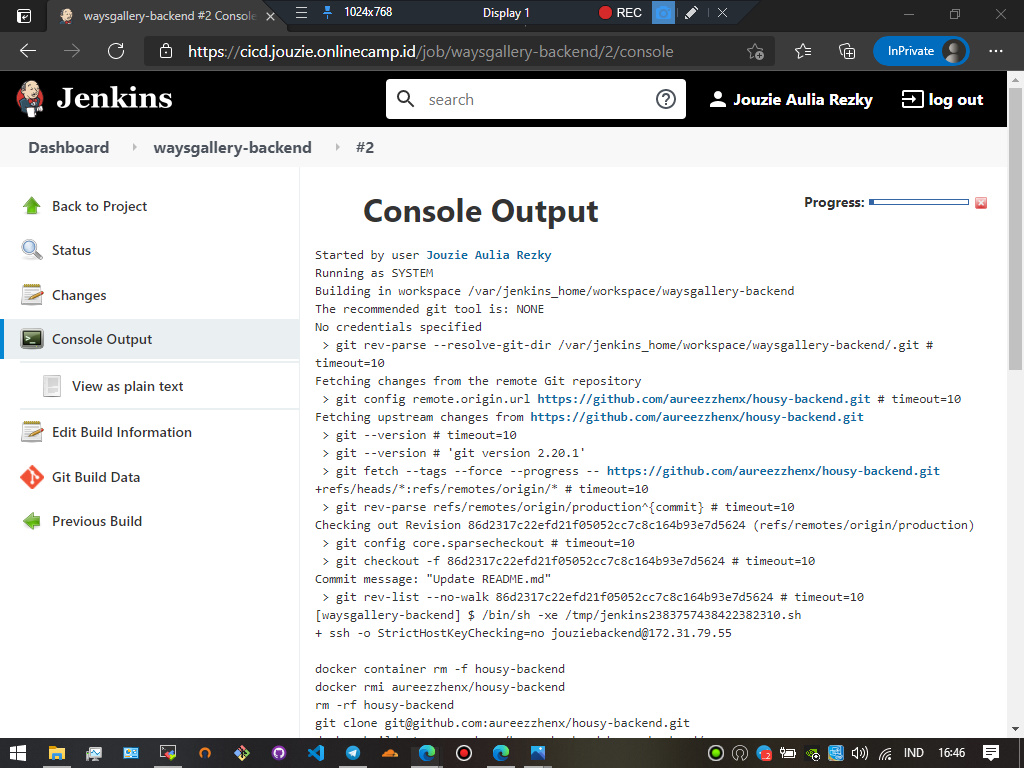 waysgallery-backend #2 Console
1024x768
Display 1
REC
https://cicd.jouzie.onlinecamp.id/job/waysgallery-backend/2/console
InPrivate
Jenkins
search
Jouzie Aulia Rezky
log out
Dashboard
waysgallery-backend
#2
Back to Project
Status
Changes
Console Output
View as plain text
Edit Build Information
Git Build Data
Previous Build
Console Output
Progress:
Started by user Jouzie Aulia Rezky
Running as SYSTEM
Building in workspace /var/jenkins_home/workspace/waysgallery-backend
The recommended git tool is: NONE
No credentials specified
> git rev-parse --resolve-git-dir /var/jenkins_home/workspace/waysgallery-backend/.git #
timeout=10
Fetching changes from the remote Git repository
> git config remote.origin.url https://github.com/aureezzhenx/housy-backend.git # timeout=10
Fetching upstream changes from https://github.com/aureezzhenx/housy-backend.git
> git --version # timeout=10
> git --version # 'git version 2.20.1'
> git fetch --tags --force --progress -- https://github.com/aureezzhenx/housy-backend.git
+refs/heads/*:refs/remotes/origin/* # timeout=10
> git rev-parse refs/remotes/origin/production^{commit} # timeout=10
Checking out Revision 86d2317c22efd21f05052cc7c8c164b93e7d5624 (refs/remotes/origin/production)
> git config core.sparsecheckout # timeout=10
> git checkout -f 86d2317c22efd21f05052cc7c8c164b93e7d5624 # timeout=10
Commit message: "Update README.md"
> git rev-list --no-walk 86d2317c22efd21f05052cc7c8c164b93e7d5624 # timeout=10
[waysgallery-backend] $ /bin/sh -xe /tmp/jenkins2383757438422382310.sh
+ ssh -o StrictHostKeyChecking=no jouziebackend@172.31.79.55
docker container rm -f housy-backend
docker rmi aureezzhenx/housy-backend
rm -rf housy-backend
git clone git@github.com:aureezzhenx/housy-backend.git
IND
16:46